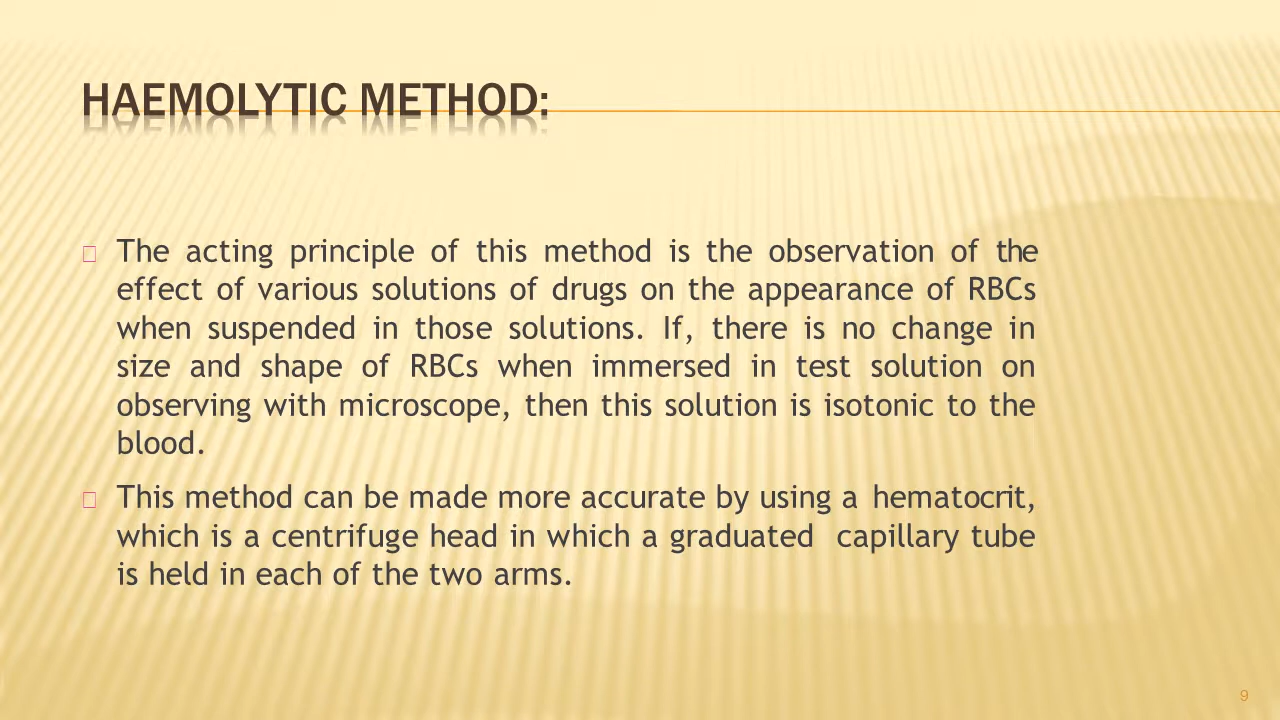 HAEMOLYTIC METHOD:
The acting principle of this method is the observation of the
effect of various solutions of drugs on the appearance of RBCs
when suspended in those solutions. If, there is no change in
size and shape of RBCs when immersed in test solution on
observing with microscope, then this solution is isotonic to the
blood.
This method can be made more accurate by using a hematocrit,
which is a centrifuge head in which a graduated capillary tube
is held in each of the two arms.
9